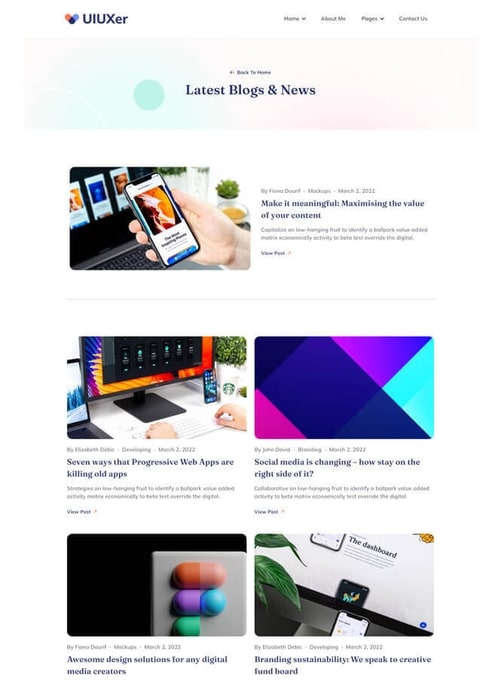 UIUXer
Home
About Me
Pages
Contact Us
Back To Home
Latest Blogs & News
By Fiona Dourif - Mockups - March 2, 2022
Make it meaningful: Maximising the value
of your content
Capitalize on low-hanging fruit to identify a ballpark value added
matrix economically activity to beta test override the digital.
View Post
By Elizabeth Debic - Developing - March 2, 2022
Seven ways that Progressive Web Apps are
killing old apps
Strategies on low-hanging fruit to identify a ballpark value added
activity matrix economically to beta test override the digital.
View Post
By John David - Branding - March 2, 2022
Social media is changing – how stay on the
right side of it?
Collaborative on low-hanging fruit to identify a ballpark value added
activity to beta test matrix economically override the digital.
View Post
The dashboard
By Fiona Dourif - Mockups - March 2, 2022
Awesome design solutions for any digital
media creators
By Elizabeth Debic - Developing - March 2, 2022
Branding sustainability: We speak to creative
fund board